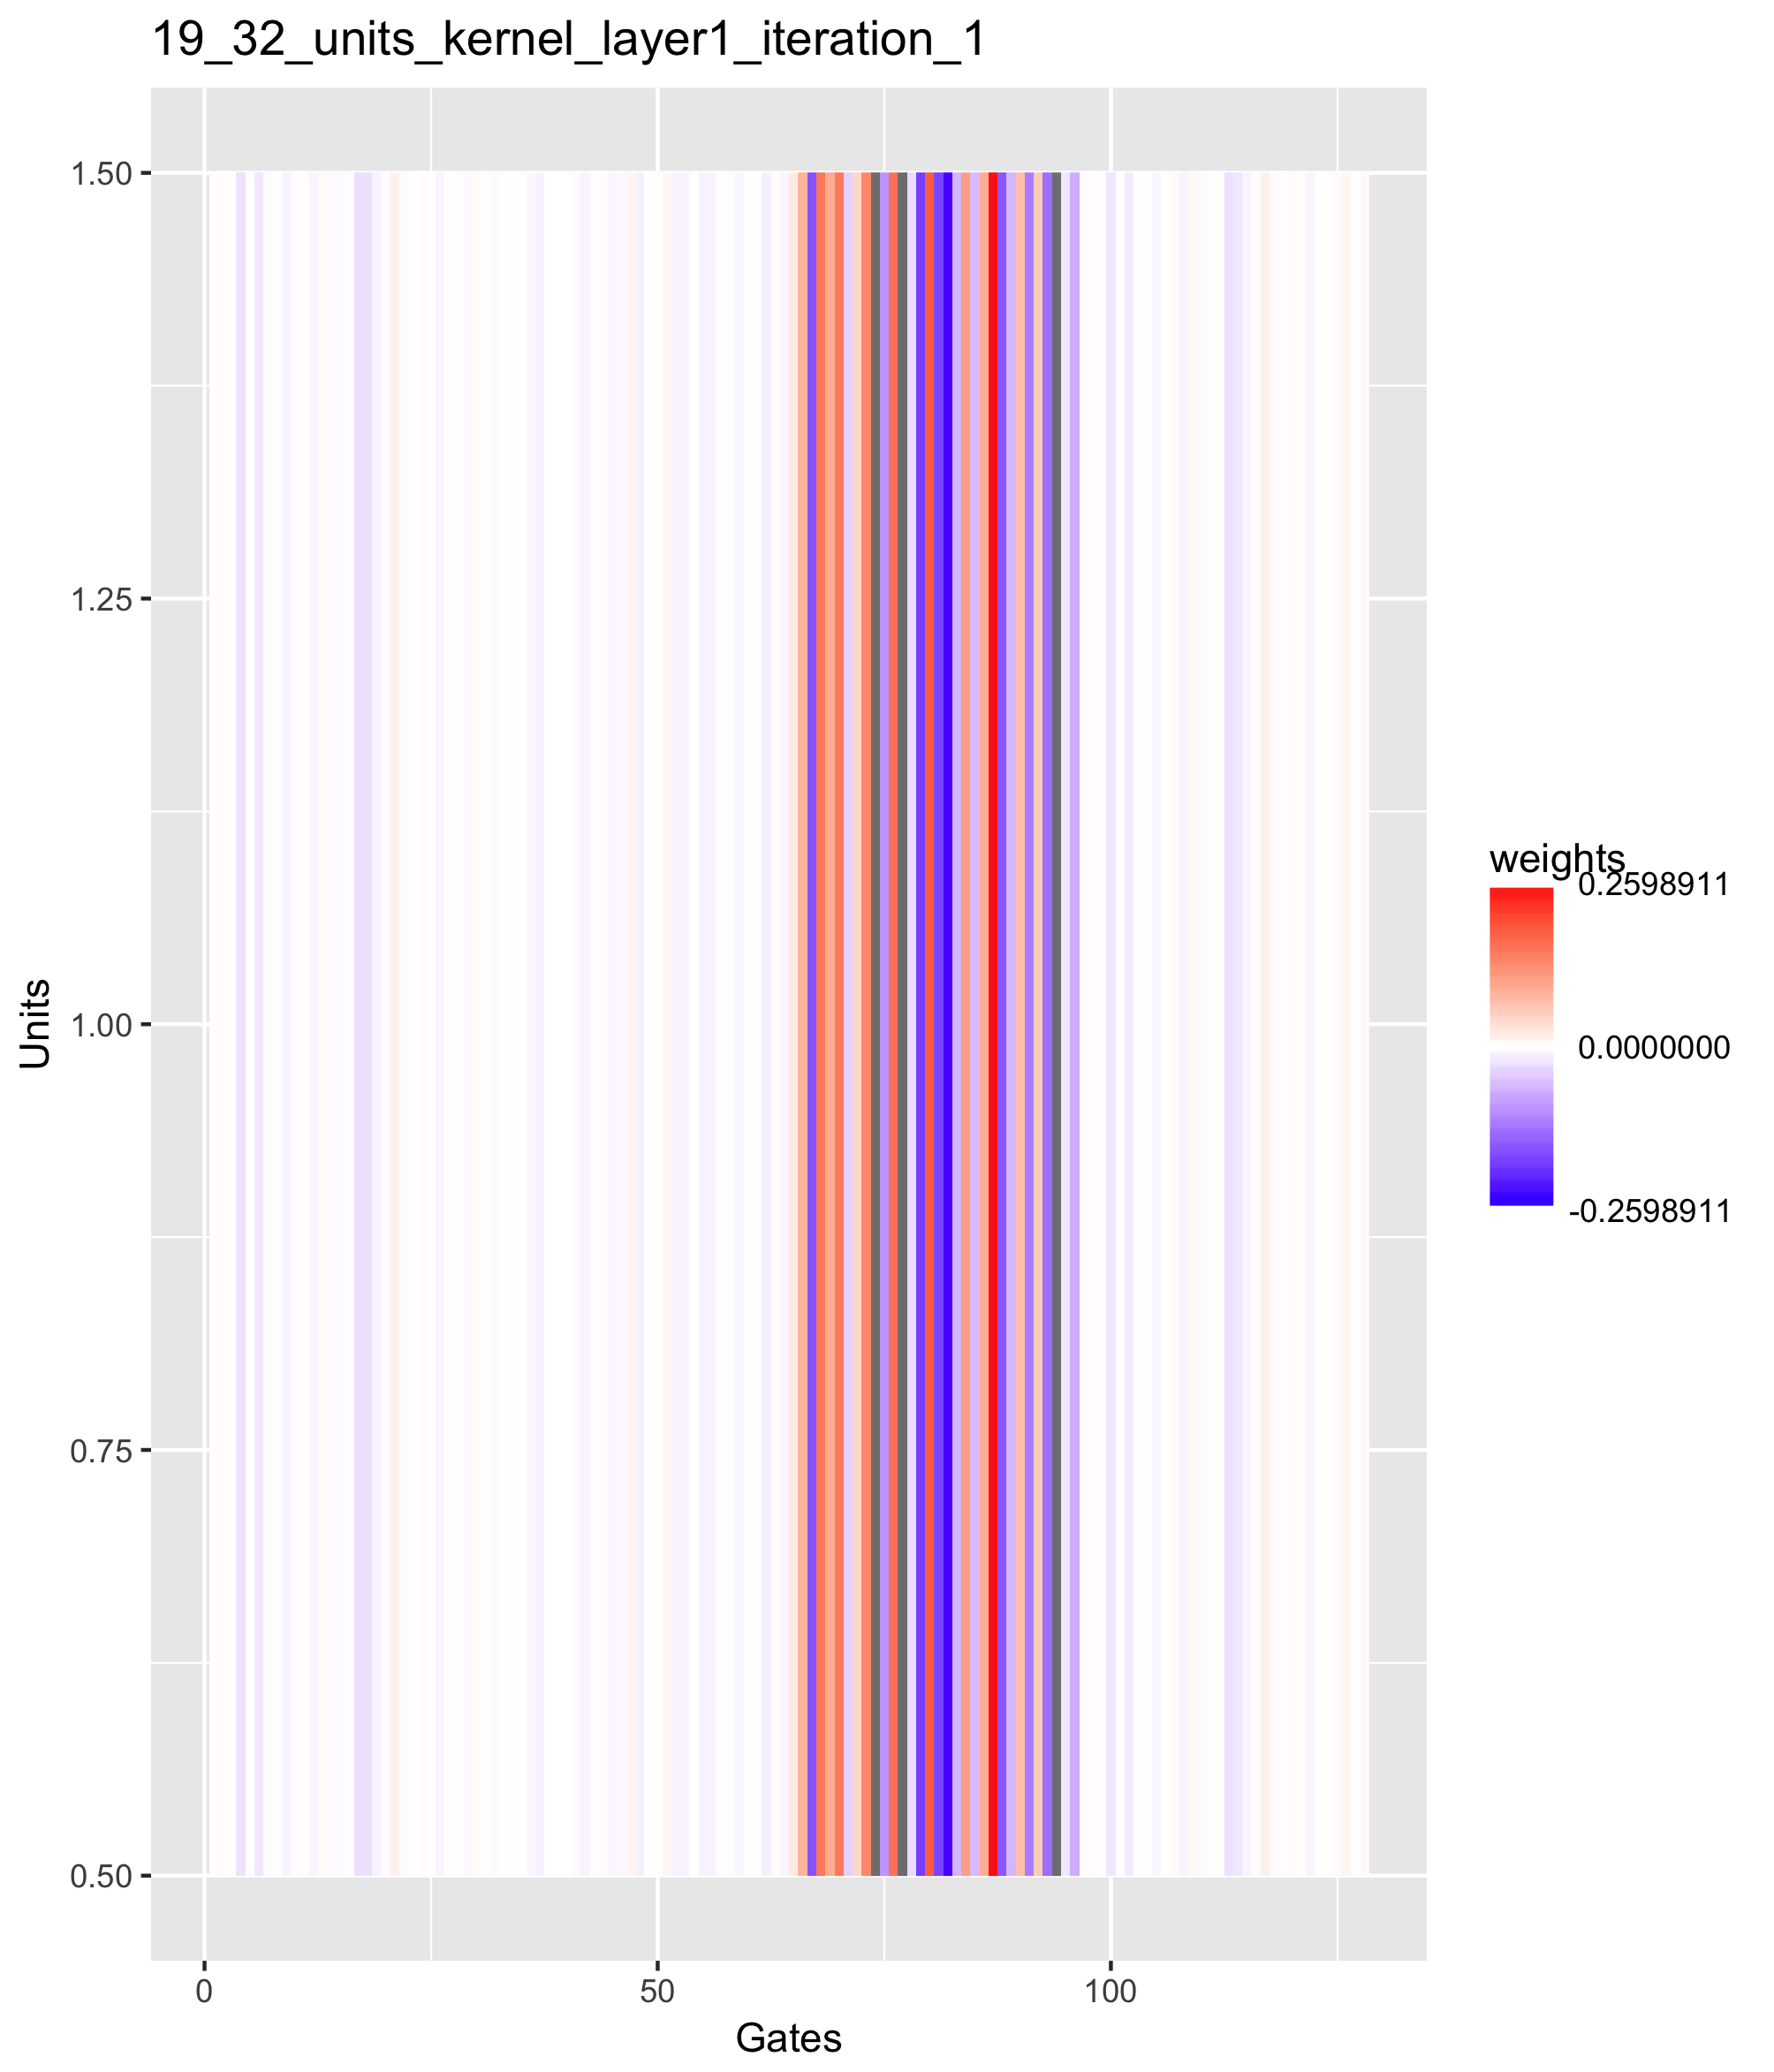 19_32_units_kernel_layer1_iteration_1
1.50
1.25
1.00
0.75
0.50
Units
0
50
100
Gates
weights
0.2598911
0.0000000
-0.2598911